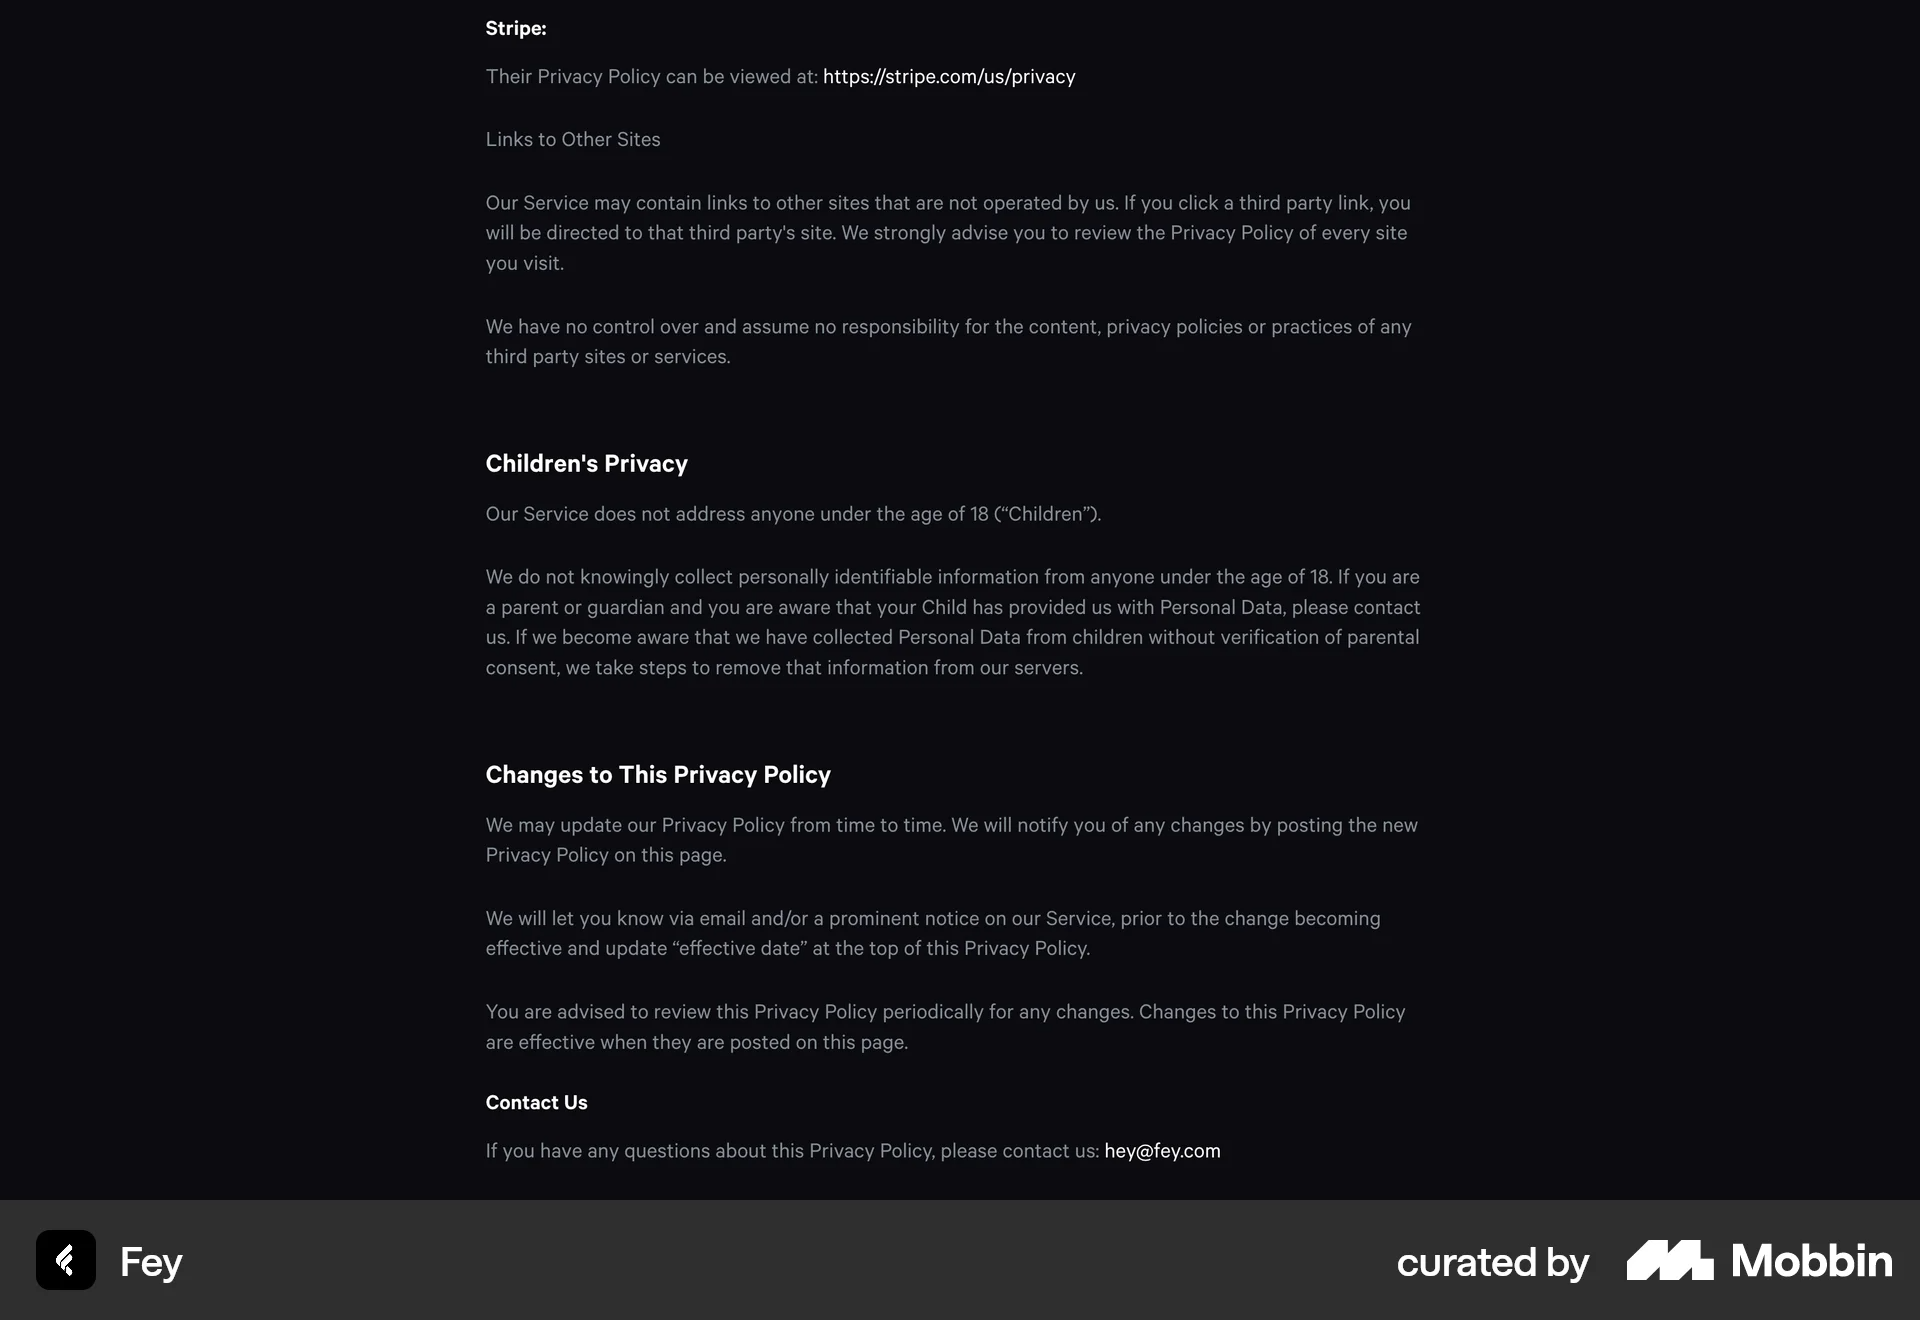 Stripe:
Their Privacy Policy can be viewed at: https://stripe.com/us/privacy
Links to Other Sites
Our Service may contain links to other sites that are not operated by us. If you click a third party link, you
will be directed to that third party's site. We strongly advise you to review the Privacy Policy of every site
you visit.
We have no control over and assume no responsibility for the content, privacy policies or practices of any
third party sites or services.
Children's Privacy
Our Service does not address anyone under the age of 18 (“Children”).
We do not knowingly collect personally identifiable information from anyone under the age of 18. If you are
a parent or guardian and you are aware that your Child has provided us with Personal Data, please contact
us. If we become aware that we have collected Personal Data from children without verification of parental
consent, we take steps to remove that information from our servers.
Changes to This Privacy Policy
We may update our Privacy Policy from time to time. We will notify you of any changes by posting the new
Privacy Policy on this page.
We will let you know via email and/or a prominent notice on our Service, prior to the change becoming
effective and update “effective date” at the top of this Privacy Policy.
You are advised to review this Privacy Policy periodically for any changes. Changes to this Privacy Policy
are effective when they are posted on this page.
Contact Us
If you have any questions about this Privacy Policy, please contact us: hey@fey.com
Fey
curated by Mobbin